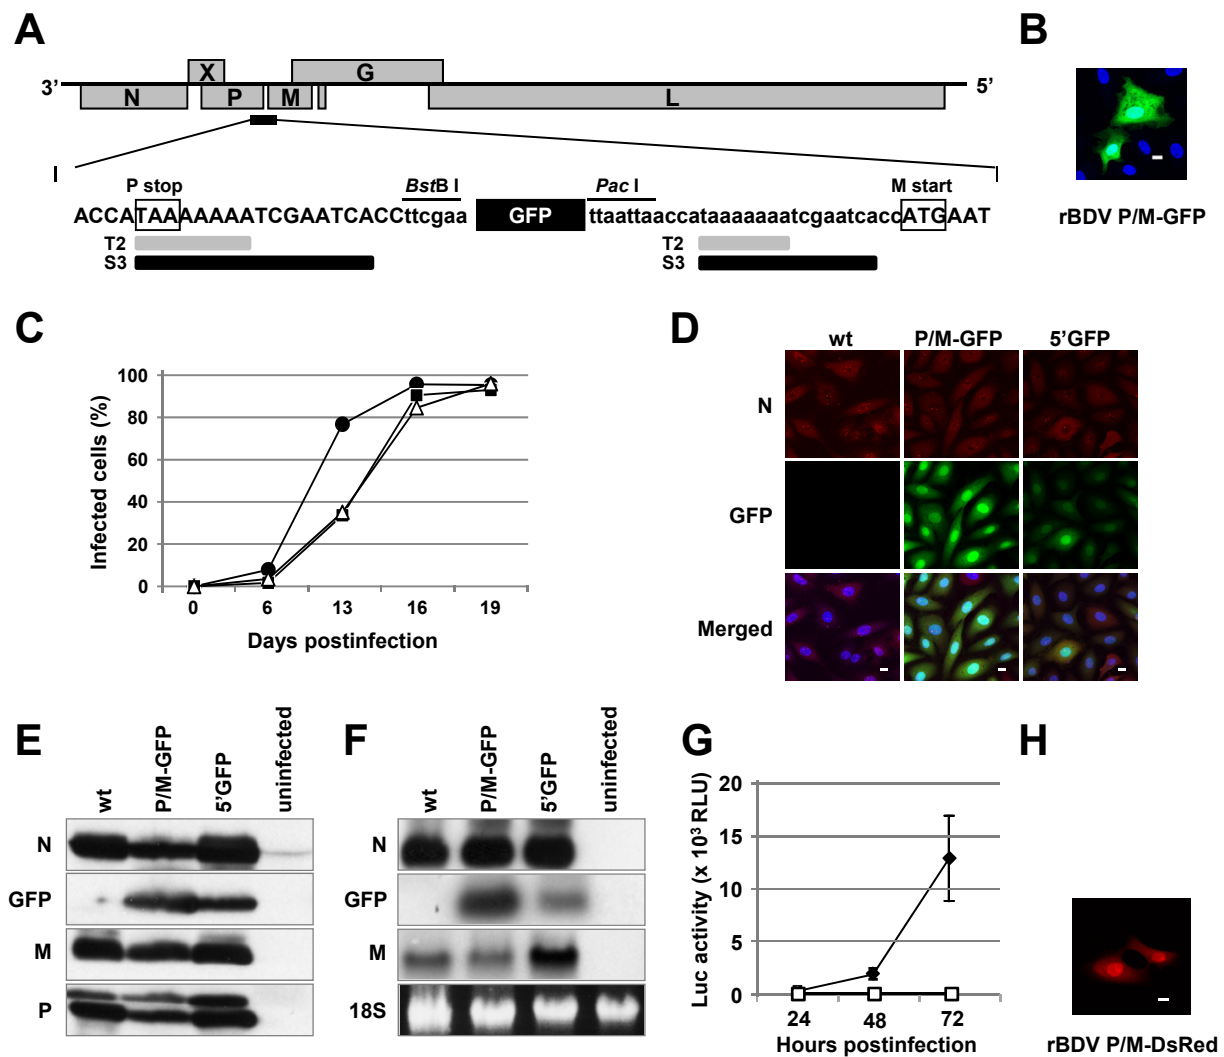 A
B
X
G
3’
5’
N
P
M
L
P stop
BstB I
Pac I
M start
ACCATAAAAAAATCGAATCACCttcgaa
GFP
ttaattaaccataaaaaaatcgaatcaccATGAAT
T2
T2
S3
S3
rBDV P/M-GFP
C
D
wt
P/M-GFP
5’GFP
Infected cells (%)
100
80
60
40
20
0
0
6
13
16
19
Days postinfection
N
GFP
Merged
E
F
G
H
wt
P/M-GFP
5’GFP
uninfected
N
GFP
M
P
wt
P/M-GFP
5’GFP
uninfected
N
GFP
M
18S
Luc activity (x 10³ RLU)
20
15
10
5
0
24
48
72
Hours postinfection
rBDV P/M-DsRed